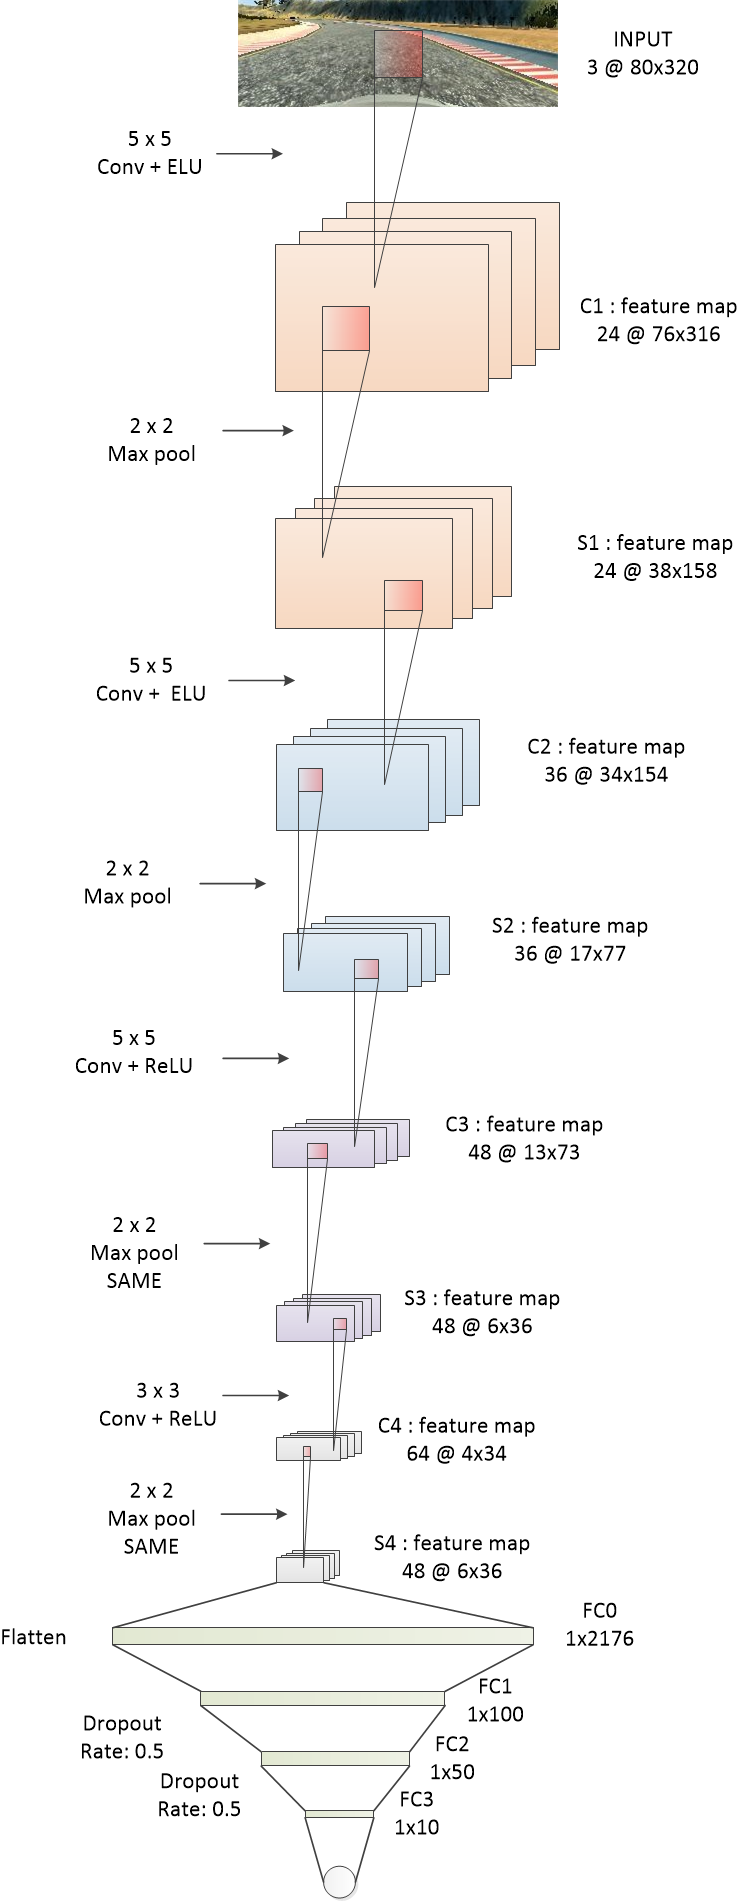 INPUT
3 @ 80x320
5 x 5
Conv + ELU
C1 : feature map
24 @ 76x316
2 x 2
Max pool
S1 : feature map
24 @ 38x158
5 x 5
Conv +  ELU
C2 : feature map
36 @ 34x154
2 x 2
Max pool
S2 : feature map
36 @ 17x77
5 x 5
Conv + ReLU
C3 : feature map
48 @ 13x73
2 x 2
Max pool
SAME
S3 : feature map
48 @ 6x36
3 x 3
Conv + ReLU
C4 : feature map
64 @ 4x34
2 x 2
Max pool
SAME
S4 : feature map
48 @ 6x36
Flatten
FC0
1x2176
FC1
1x100
Dropout
Rate: 0.5
FC2
1x50
Dropout
Rate: 0.5
FC3
1x10